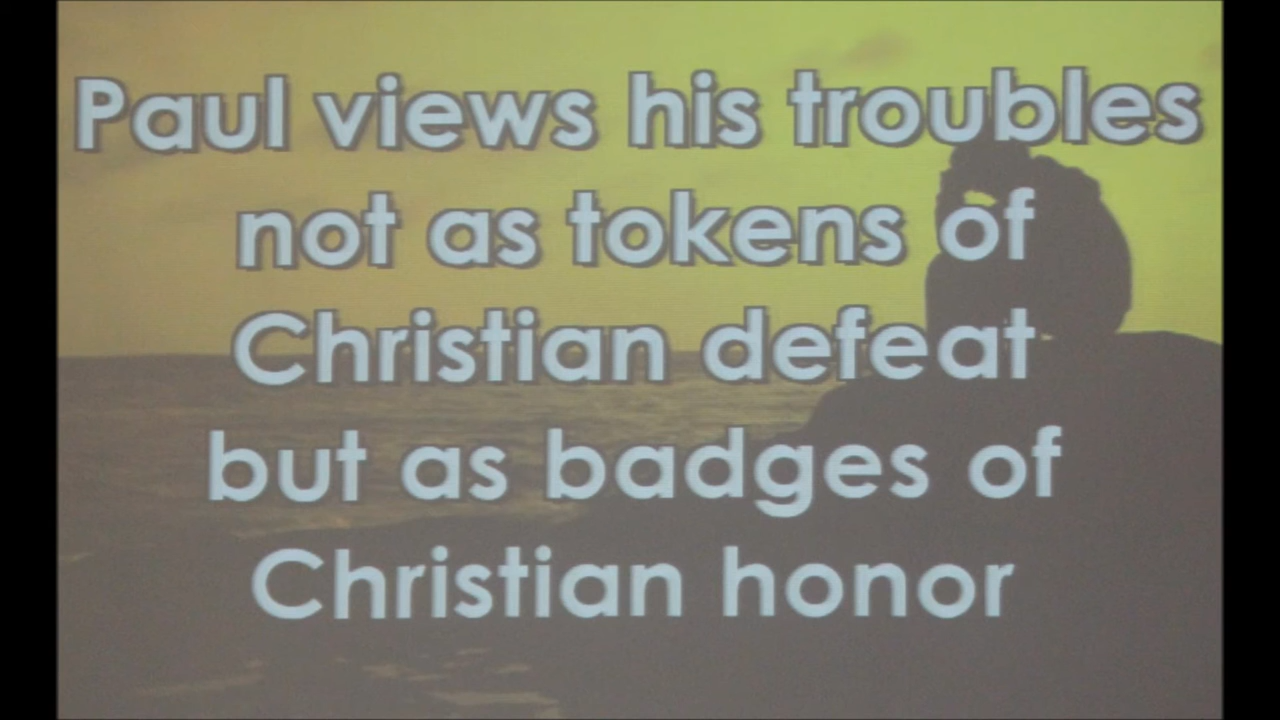 Paul views his troubles
not as tokens of
Christian defeat
but as badges of
Christian honor